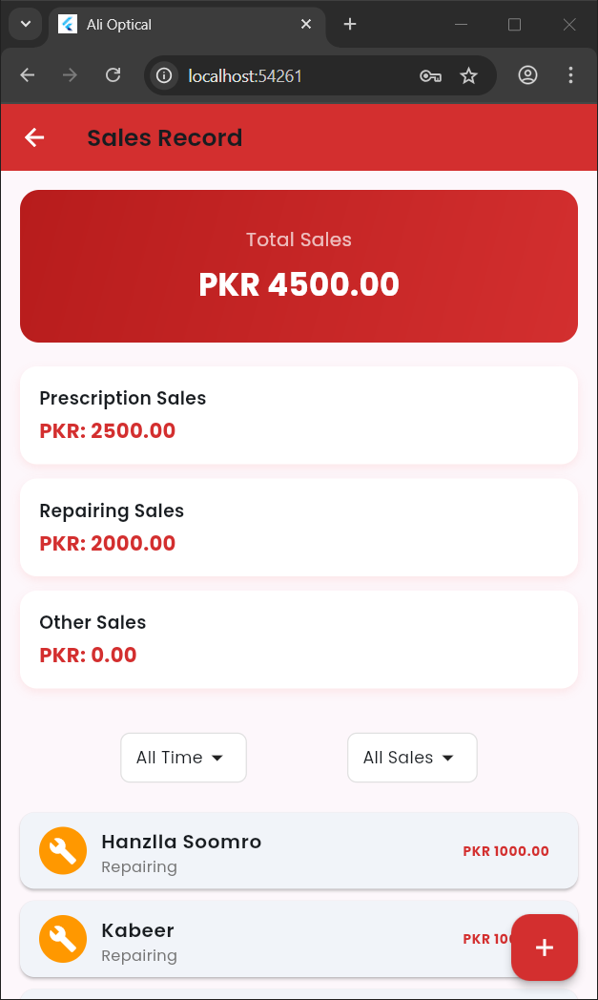 Ali Optical
localhost:54261
Sales Record
Total Sales
PKR 4500.00
Prescription Sales
PKR: 2500.00
Repairing Sales
PKR: 2000.00
Other Sales
PKR: 0.00
All Time
All Sales
Hanzlla Soomro
PKR 1000.00
Repairing
Kabeer
PKR
Repairing